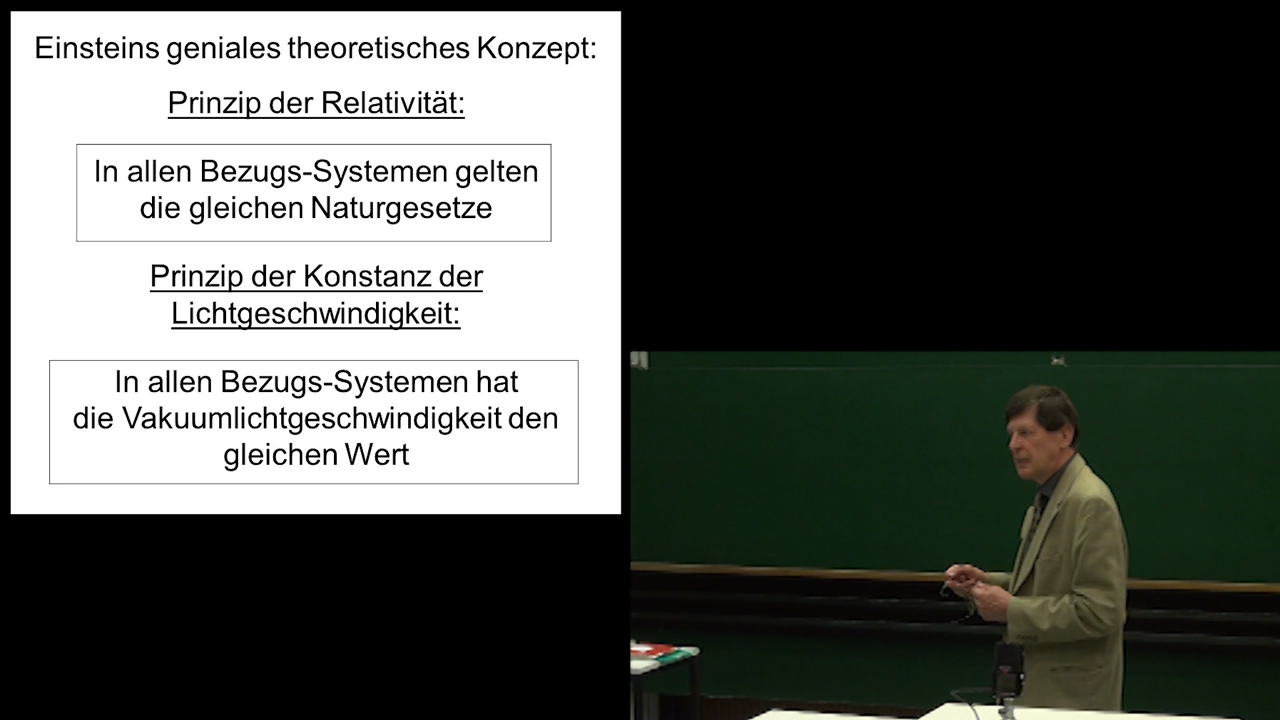 Einsteins geniales theoretisches Konzept:
Prinzip der Relativität:
In allen Bezugs-Systemen gelten
die gleichen Naturgesetze
Prinzip der Konstanz der
Lichtgeschwindigkeit:
In allen Bezugs-Systemen hat
die Vakuumlichtgeschwindigkeit den
gleichen Wert